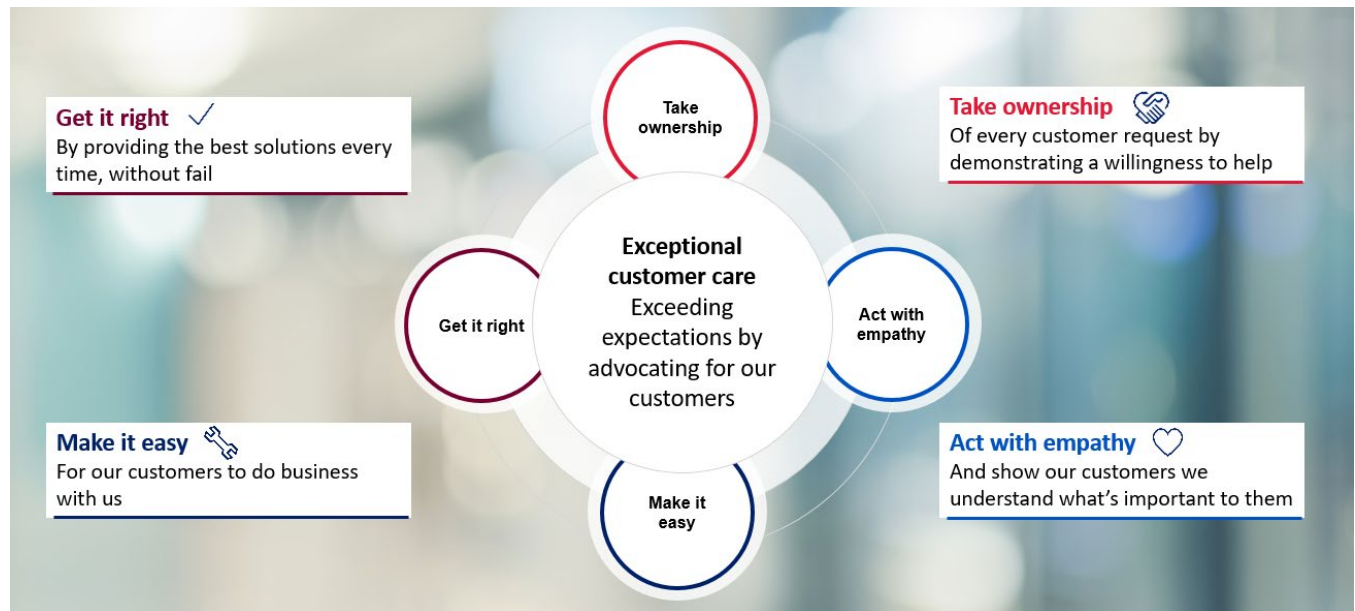 Take
ownership
Get it right
By providing the best solutions every
time, without fail
Take ownership
Of every customer request by
demonstrating a willingness to help
Exceptional
customer care
Exceeding
expectations by
advocating for our
customers
Get it right
Act with
empathy
Make it easy
For our customers to do business
with us
Act with empathy
And show our customers we
understand what’s important to them
Make it
easy